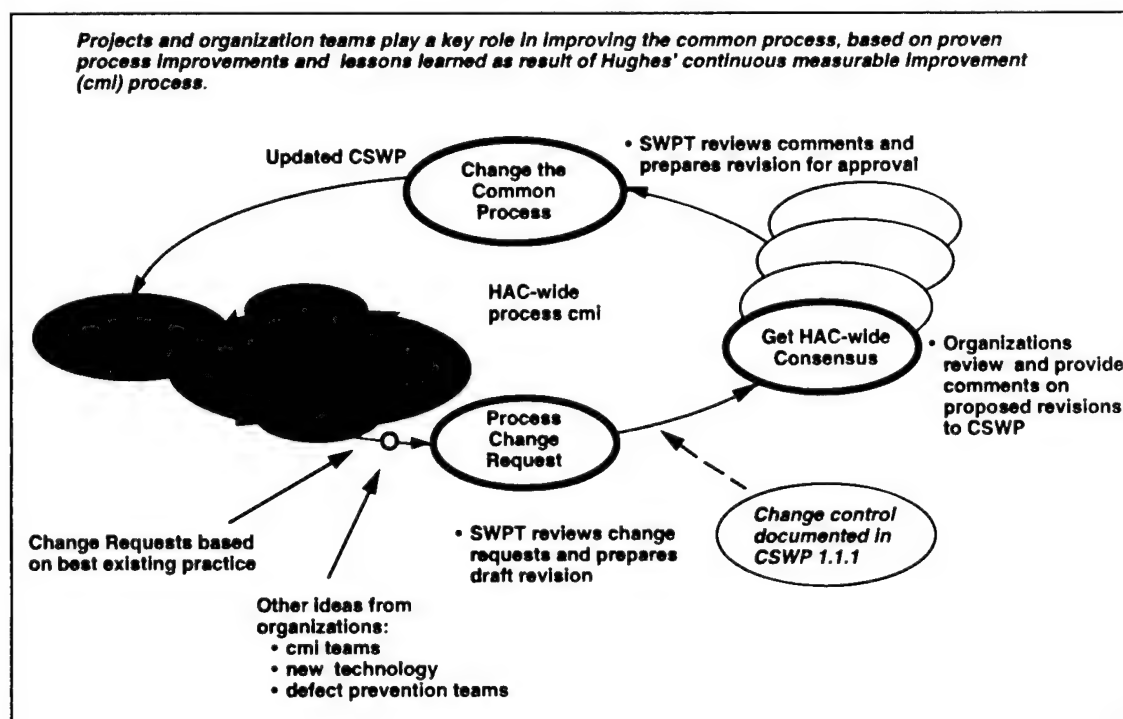 Projects and organization teams play a key role in improving the common process, based on proven
process improvements and lessons learned as result of Hughes' continuous measurable improvement
(cmi) process.
Updated CSWP
Change the
Common
Process
• SWPT reviews comments and
prepares revision for approval
HAC-wide
process cmi
Get HAC-wide
Consensus
• Organizations
review and provide
comments on
proposed revisions
to CSWP
Process
Change
Request
Change control
documented in
CSWP 1.1.1
Change Requests based
on best existing practice
• SWPT reviews change
requests and prepares
draft revision
Other ideas from
organizations:
• cmi teams
• new technology
• defect prevention teams